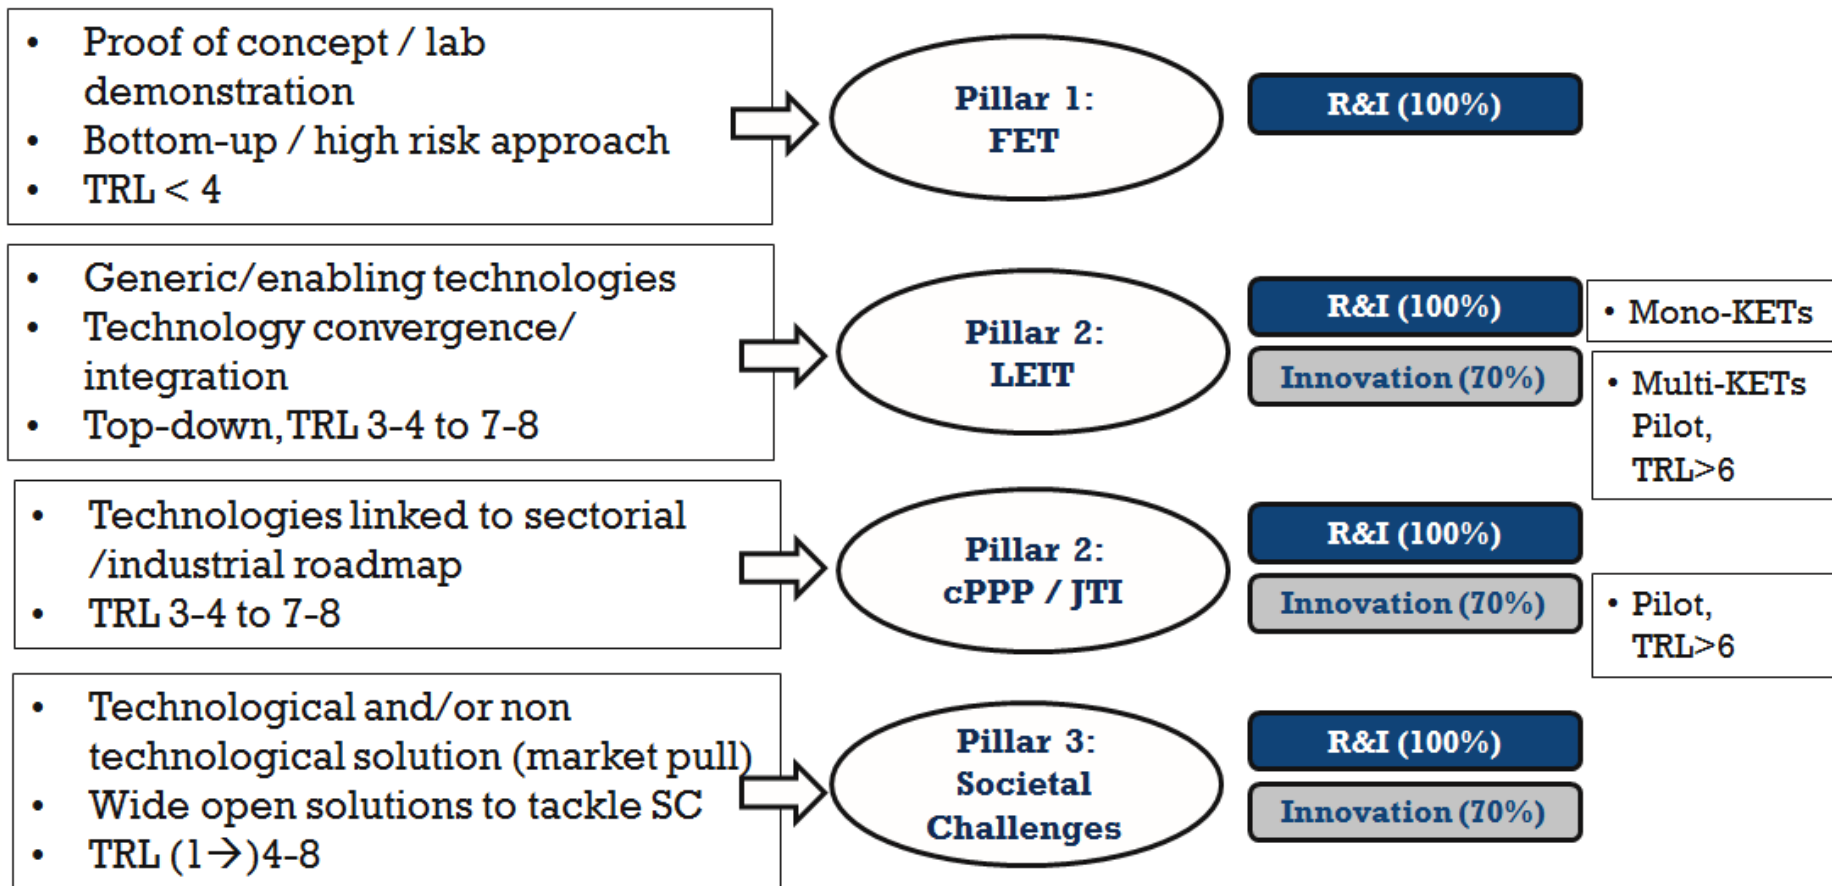 • Proof of concept / lab
demonstration
• Bottom-up / high risk approach
• TRL < 4
Pillar 1:
FET
R&I (100%)
• Generic/enabling technologies
• Technology convergence/
integration
• Top-down, TRL 3-4 to 7-8
Pillar 2:
LEIT
R&I (100%)
• Mono-KETs
Innovation (70%)
• Multi-KETs
Pilot,
TRL>6
• Technologies linked to sectorial
/industrial roadmap
• TRL 3-4 to 7-8
Pillar 2:
cPPP / JTI
R&I (100%)
Innovation (70%)
• Pilot,
TRL>6
• Technological and/or non
technological solution (market pull)
• Wide open solutions to tackle SC
• TRL (1→)4-8
Pillar 3:
Societal
Challenges
R&I (100%)
Innovation (70%)